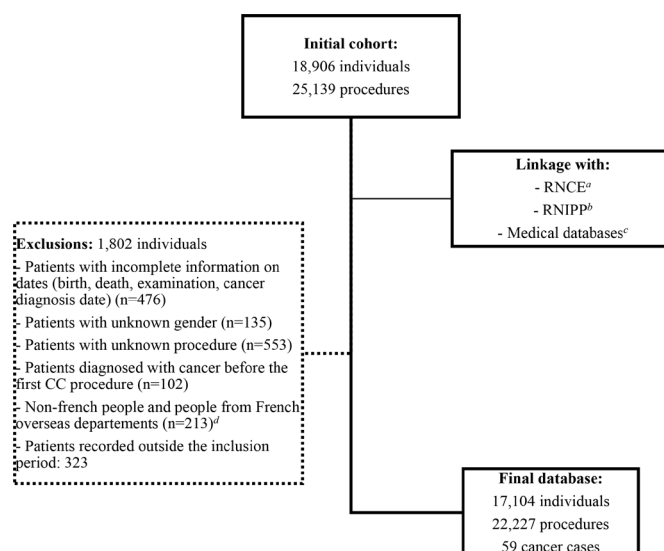 Initial cohort:
18,906 individuals
25,139 procedures
Linkage with:
- RNCEa
- RNIPPb
- Medical databasesc
Exclusions: 1,802 individuals
- Patients with incomplete information on
dates (birth, death, examination, cancer
diagnosis date) (n=476)
- Patients with unknown gender (n=135)
- Patients with unknown procedure (n=553)
- Patients diagnosed with cancer before the
first CC procedure (n=102)
- Non-french people and people from French
overseas departements (n=213)d
- Patients recorded outside the inclusion
period: 323
Final database:
17,104 individuals
22,227 procedures
59 cancer cases